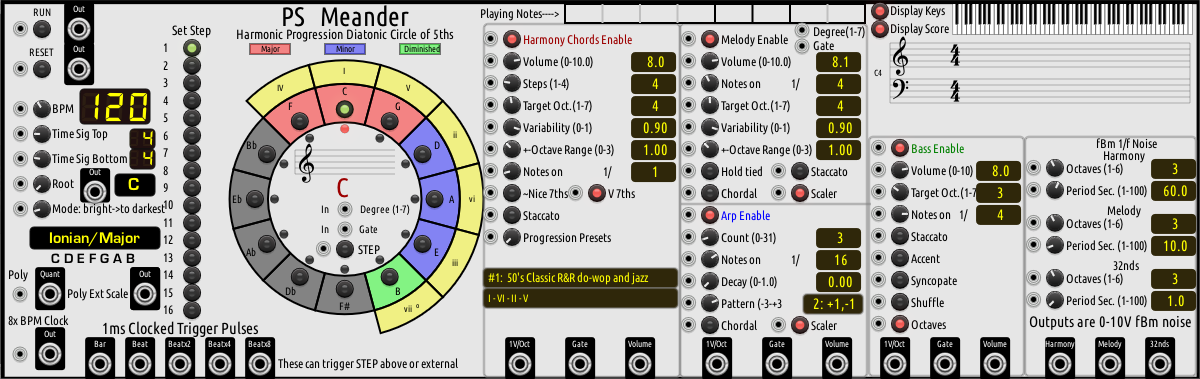 RUN
Out
RESET
Out
BPM
120
Time Sig Top
4
Time Sig Bottom
4
Root
Out
C
Mode: bright->to darkest
Ionian/Major
C D E F G A B
Poly
Quant
Poly Ext Scale
Out
8x BPM Clock
Out
Set Step
1
2
3
4
5
6
7
8
9
10
11
12
13
14
15
16
1ms Clocked Trigger Pulses
Bar
Beat
Beatx2
Beatx4
Beatx8
These can trigger STEP above or external
PS Meander
Harmonic Progression Diatonic Circle of 5ths
Major
Minor
Diminished
I
IV
V
ii
vi
iii
vii °
C
G
D
A
E
B
F#
Db
Ab
Eb
Bb
F
C
In
Degree (1-7)
In
Gate
STEP
Playing Notes---->
Harmony Chords Enable
Volume (0-10.0)
8.0
Steps (1-4)
4
Target Oct.(1-7)
4
Variability (0-1)
0.90
+-Octave Range (0-3)
1.00
Notes on 1/
1
~Nice 7ths
V 7ths
Staccato
Progression Presets
#1: 50's Classic R&R do-wop and jazz
I - VI - II - V
1V/Oct
Gate
Volume
Melody Enable
Degree(1-7)
Gate
Volume (0-10.0)
8.1
Notes on 1/
4
Target Oct.(1-7)
4
Variability (0-1)
0.90
+-Octave Range (0-3)
1.00
Hold tied
Staccato
Chordal
Scaler
Arp Enable
Count (0-31)
3
Notes on 1/
16
Decay (0-1.0)
0.00
Pattern (-3-+3
2: +1,-1
Chordal
Scaler
1V/Oct
Gate
Volume
Display Keys
Display Score
C4
4
4
4
4
Bass Enable
Volume (0-10)
8.0
Target Oct.(1-7
3
Notes on 1/
4
Staccato
Accent
Syncopate
Shuffle
Octaves
1V/Oct
Gate
Volume
fBm 1/f Noise
Harmony
Octaves (1-6)
3
Period Sec. (1-100)
60.0
Melody
Octaves (1-6)
3
Period Sec. (1-100)
10.0
32nds
Octaves (1-6)
3
Period Sec. (1-100)
1.0
Outputs are 0-10V fBm noise
Harmony
Melody
32nds